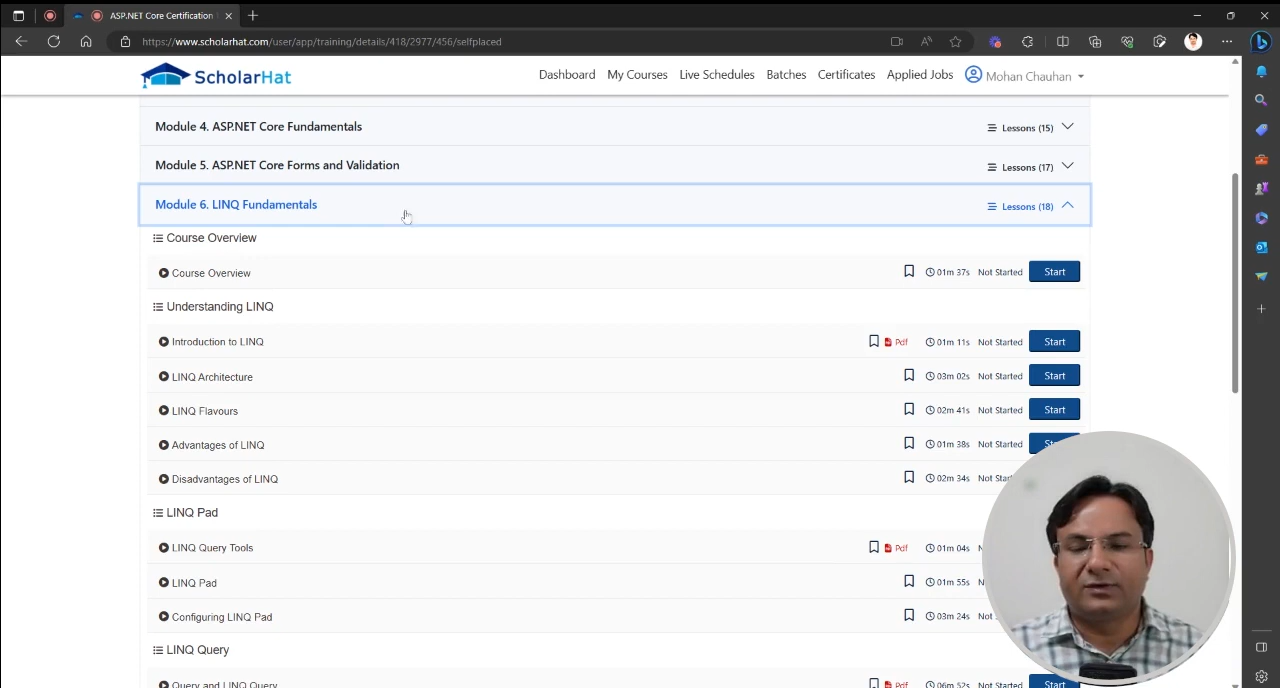 ASP.NET Core Certification
https://www.scholarhat.com/user/app/training/details/418/2977/456/selfplaced
ScholarHat
Dashboard My Courses Live Schedules Batches Certificates Applied Jobs Mohan Chauhan
Module 4. ASP.NET Core Fundamentals Lessons (15)
Module 5. ASP.NET Core Forms and Validation Lessons (17)
Module 6. LINQ Fundamentals Lessons (18)
Course Overview
Course Overview 01m 37s Not Started Start
Understanding LINQ
Introduction to LINQ Pdf 01m 11s Not Started Start
LINQ Architecture 03m 02s Not Started Start
LINQ Flavours 02m 41s Not Started Start
Advantages of LINQ 01m 38s Not Started
Disadvantages of LINQ 02m 34s Not
LINQ Pad
LINQ Query Tools Pdf 01m 04s
LINQ Pad 01m 55s
Configuring LINQ Pad 03m 24s Not
LINQ Query
Query and LINQ Query Pdf 06m 52s Start